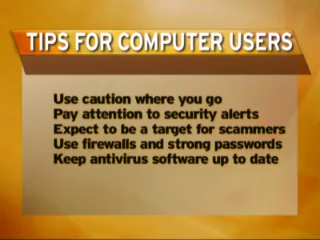 TIPS FOR COMPUTER USERS
Use caution where you go
Pay attention to security alerts
Expect to be a target for scammers
Use firewalls and strong passwords
Keep antivirus software up to date